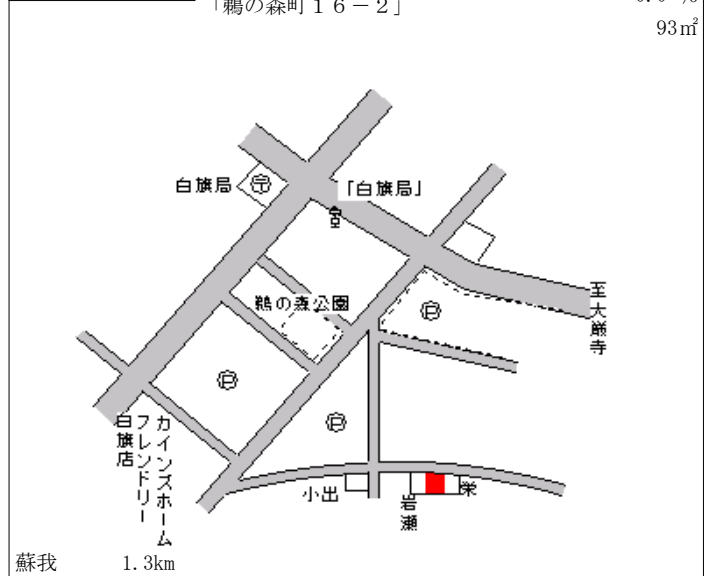 「鵜の森町１６－２」
93㎡
白旗局
〒
「白旗局」
鵜の森公園
Ｐ
Ｐ
Ｐ
至大巌寺
カインズホーム
フレンドリー
白旗店
小出
岩瀬
栄
蘇我 1.3km